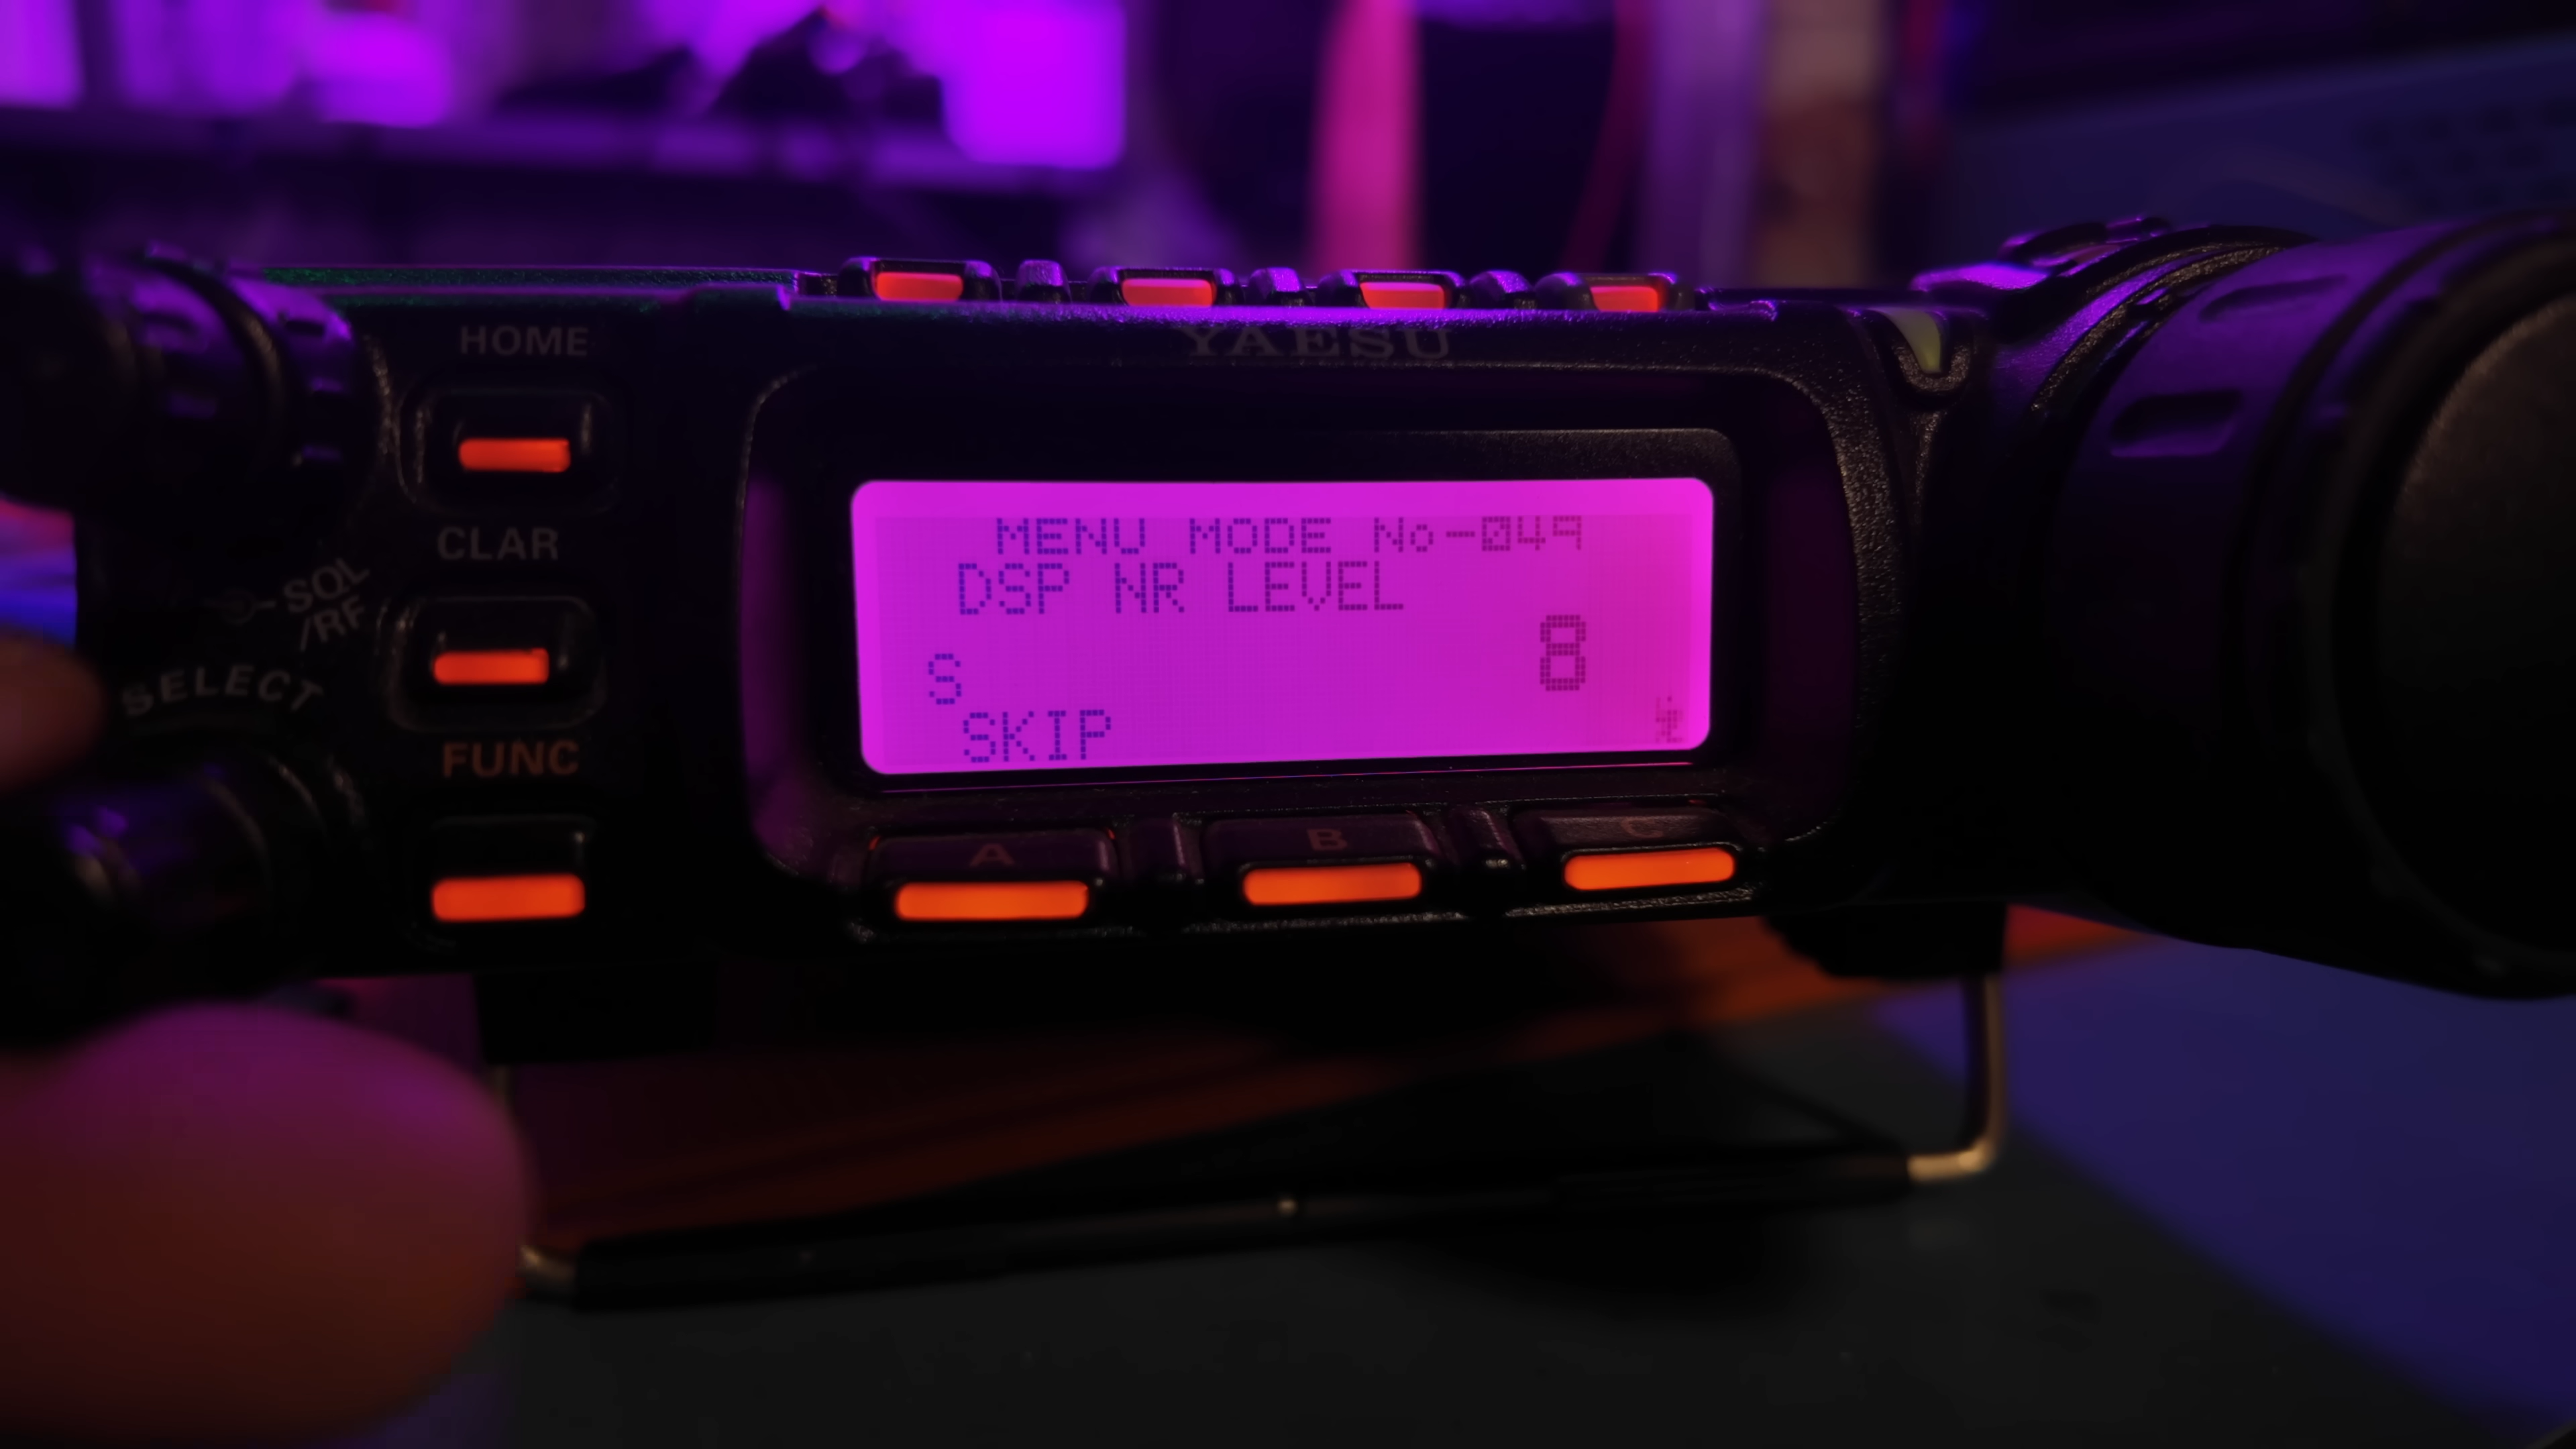 HOME
YAESU
CLAR
SQL
/RF
SELECT
FUNC
MENU MODE No-049
DSP NR LEVEL
8
S
SKIP
A
B
C